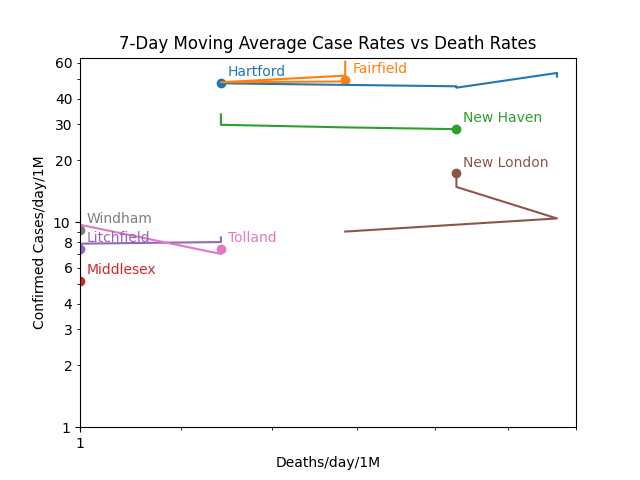 7-Day Moving Average Case Rates vs Death Rates
60
Hartford
Fairfield
40
30
New Haven
20
New London
10
Windham
8
Litchfield
Tolland
6
Middlesex
4
3
2
1
1
Confirmed Cases/day/1M
Deaths/day/1M